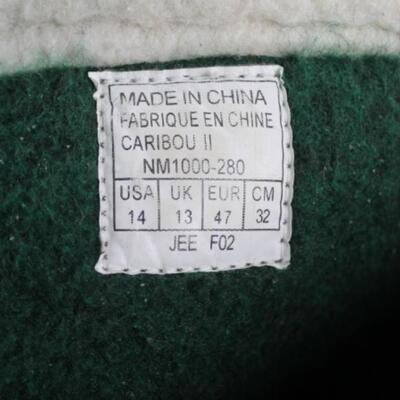 MADE IN CHINA
FABRIQUE EN CHINE
CARIBOU II
NM1000-280
USA UK EUR CM
14 13 47 32
JEE F02